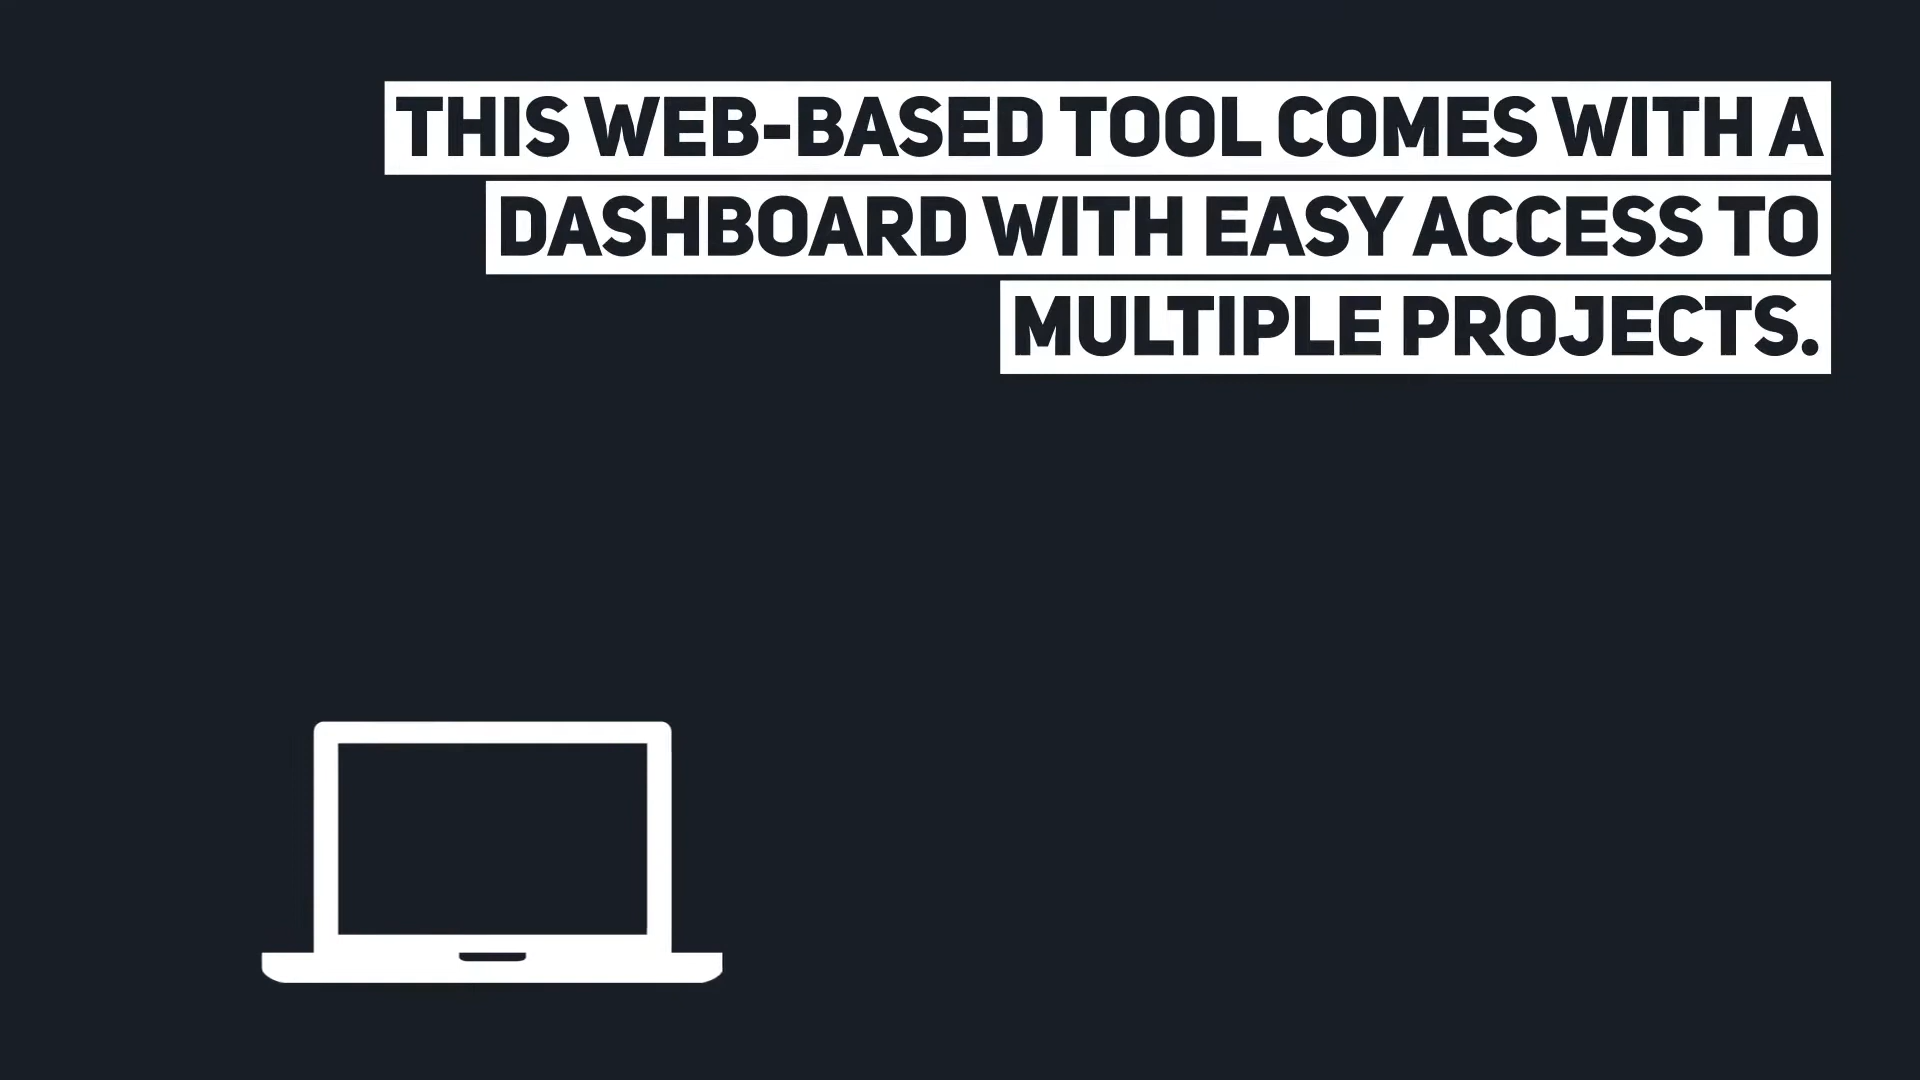 THIS WEB-BASED TOOL COMES WITH A
DASHBOARD WITH EASY ACCESS TO
MULTIPLE PROJECTS.